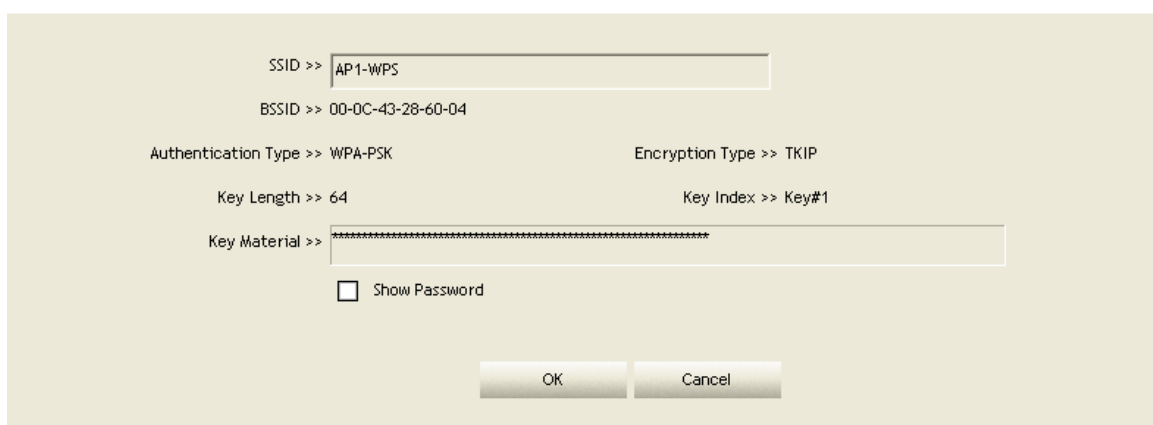 SSID >> AP1-WPS
BSSID >> 00-0C-43-28-60-04
Authentication Type >> WPA-PSK Encryption Type >> TKIP
Key Length >> 64 Key Index >> Key#1
Key Material >> ****************************************************************
Show Password
OK Cancel